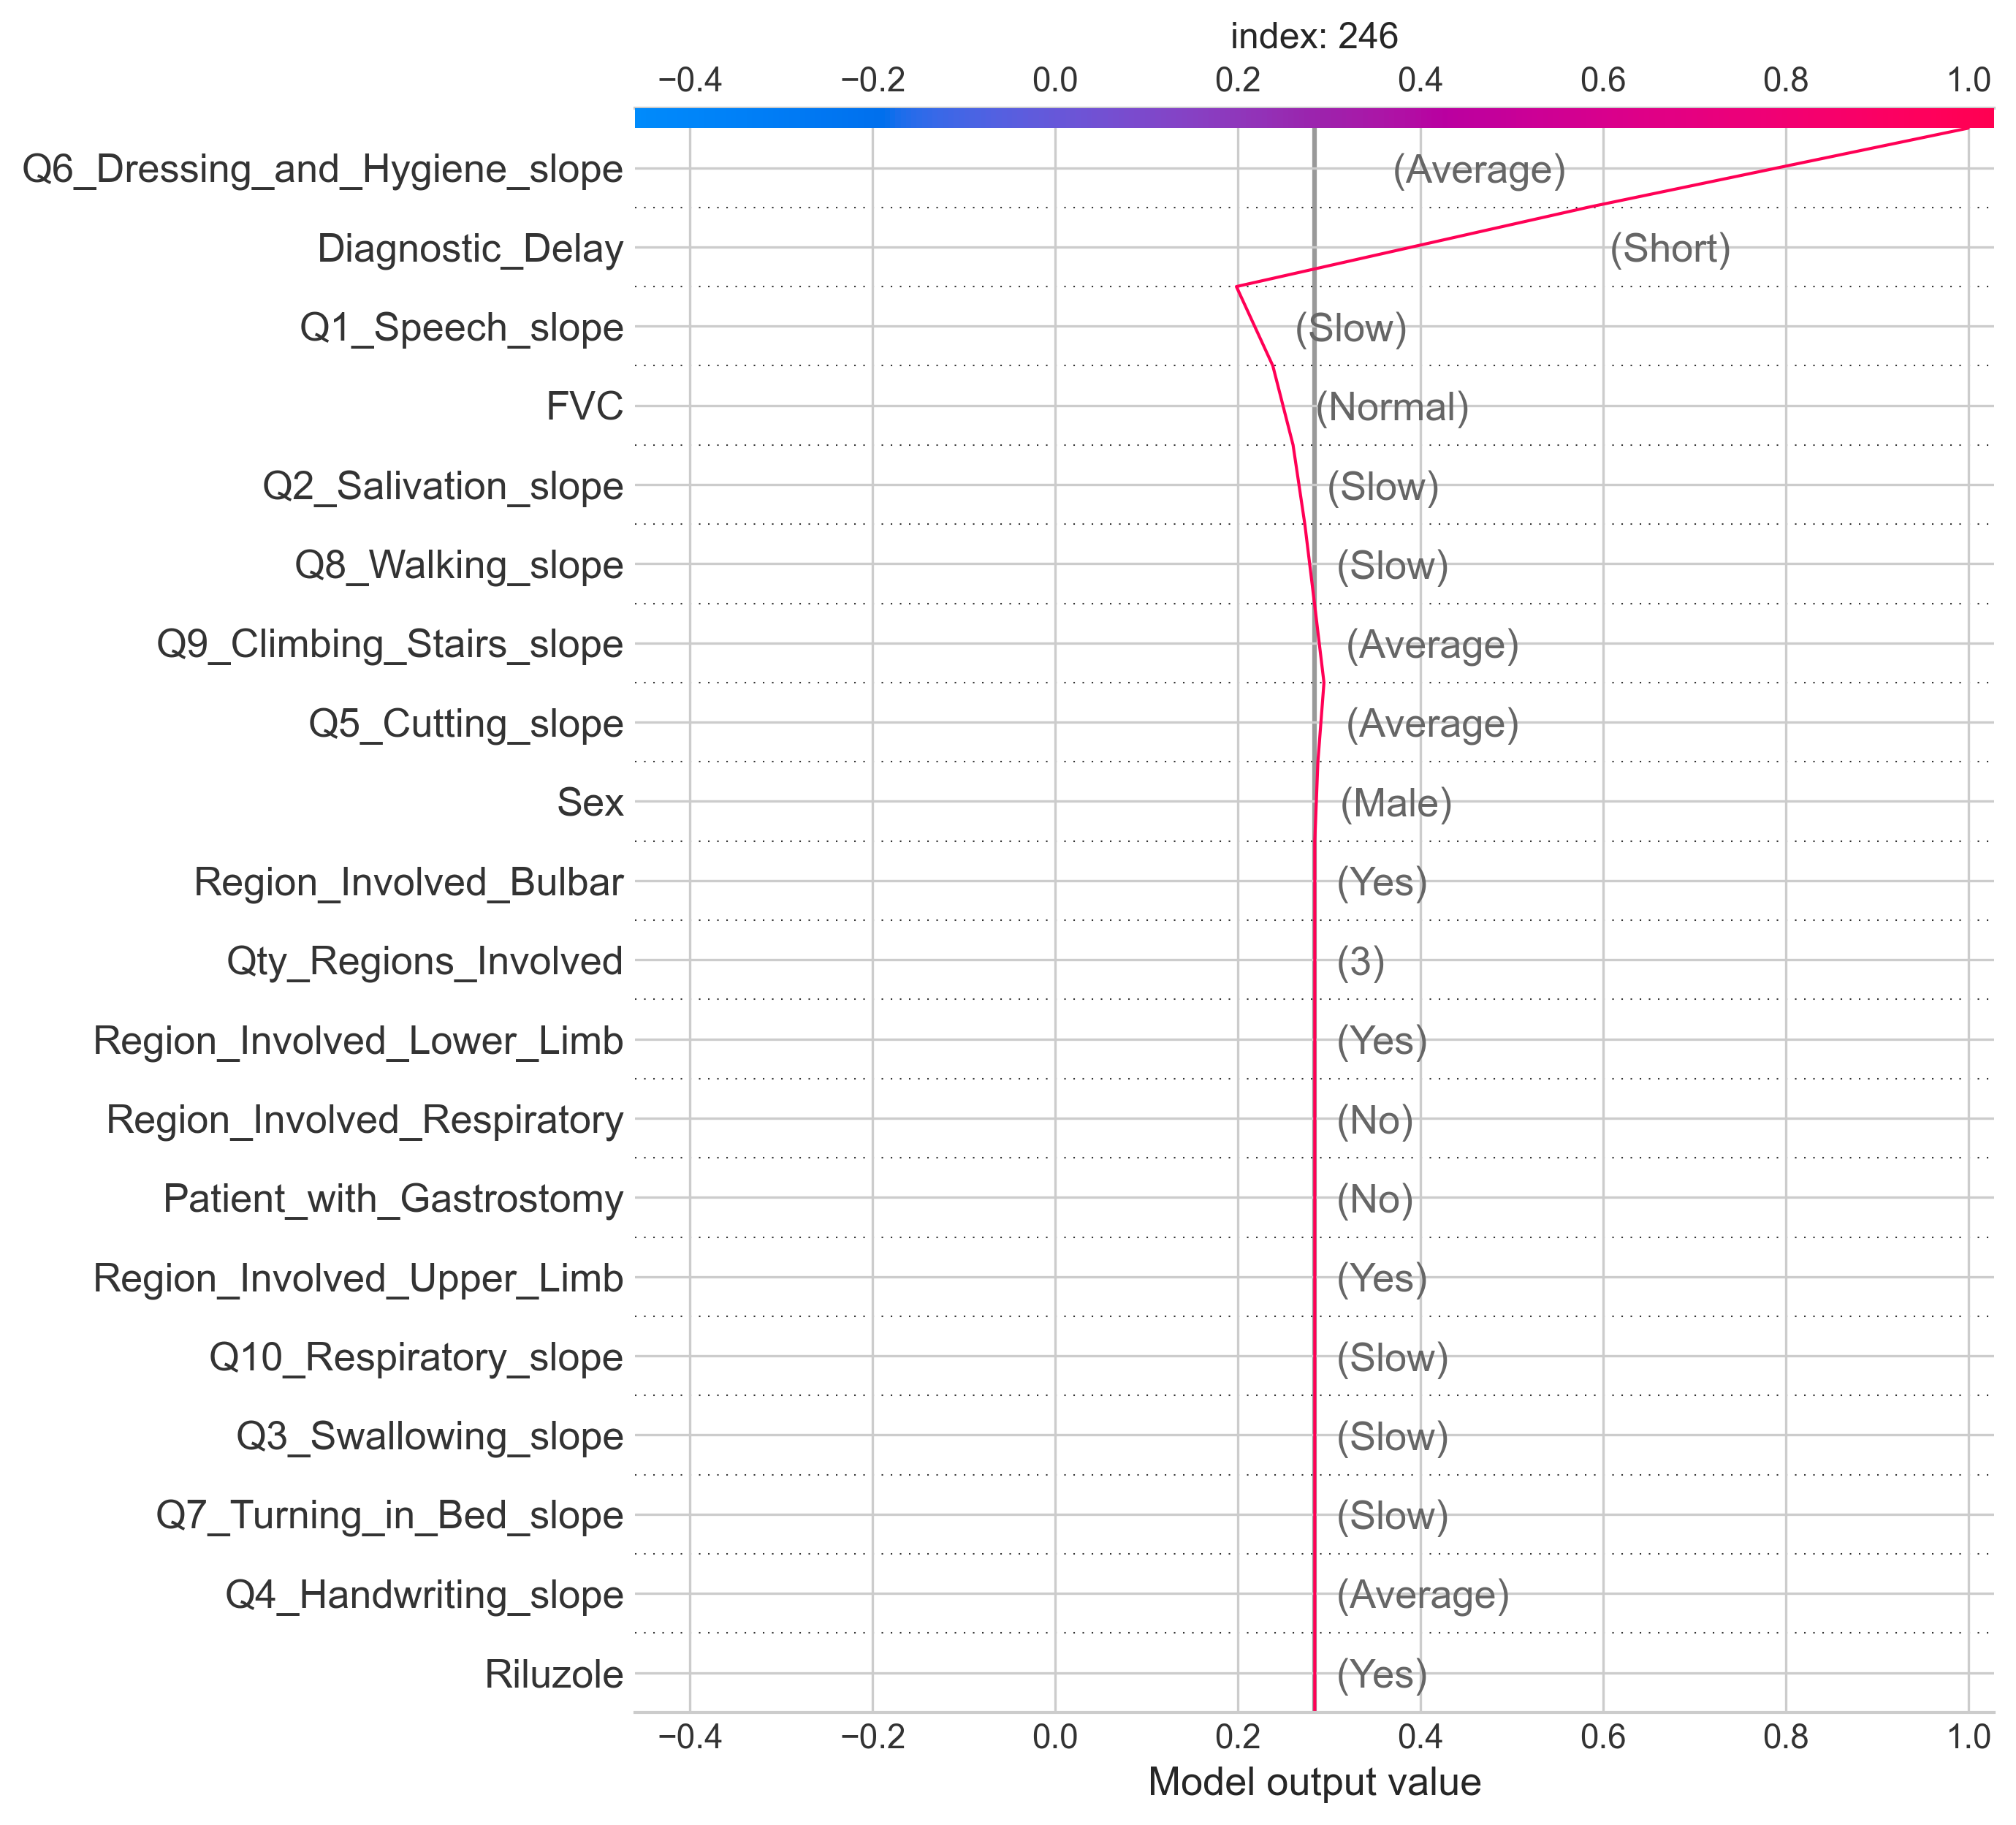 index: 246
−0.4 −0.2 0.0 0.2 0.4 0.6 0.8 1.0
Q6_Dressing_and_Hygiene_slope (Average)
Diagnostic_Delay (Short)
Q1_Speech_slope (Slow)
FVC (Normal)
Q2_Salivation_slope (Slow)
Q8_Walking_slope (Slow)
Q9_Climbing_Stairs_slope (Average)
Q5_Cutting_slope (Average)
Sex (Male)
Region_Involved_Bulbar (Yes)
Qty_Regions_Involved (3)
Region_Involved_Lower_Limb (Yes)
Region_Involved_Respiratory (No)
Patient_with_Gastrostomy (No)
Region_Involved_Upper_Limb (Yes)
Q10_Respiratory_slope (Slow)
Q3_Swallowing_slope (Slow)
Q7_Turning_in_Bed_slope (Slow)
Q4_Handwriting_slope (Average)
Riluzole (Yes)
−0.4 −0.2 0.0 0.2 0.4 0.6 0.8 1.0
Model output value